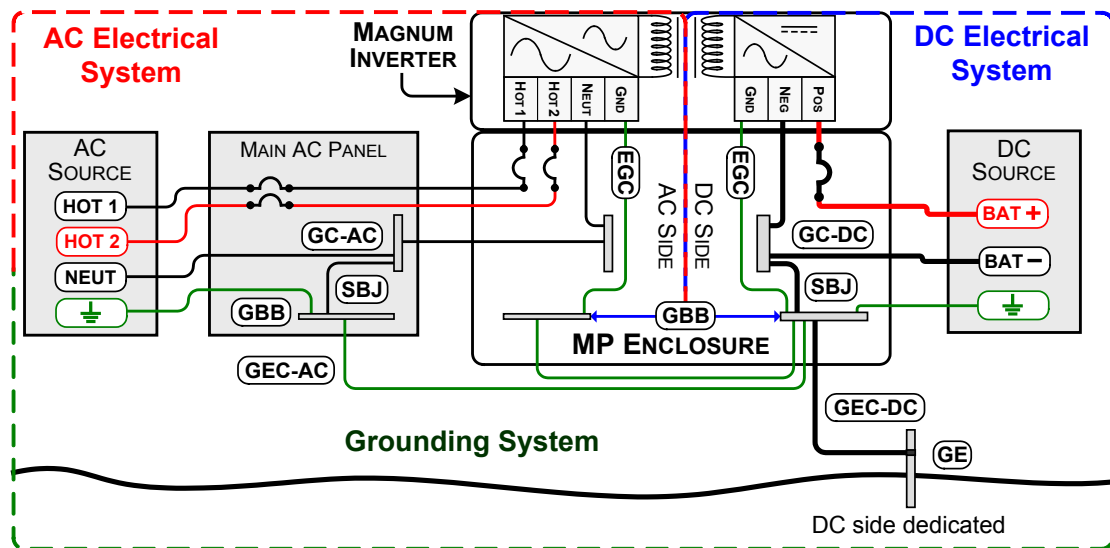 AC Electrical
System
MAGNUM
INVERTER
DC Electrical
System
HOT 1
HOT 2
NEUT
GND
GND
NEG
POS
AC
SOURCE
HOT 1
HOT 2
NEUT
MAIN AC PANEL
GC-AC
SBJ
GBB
GEC-AC
EGC
AC SIDE
DC SIDE
EGC
GC-DC
SBJ
GBB
MP ENCLOSURE
DC
SOURCE
BAT +
BAT –
GEC-DC
GE
Grounding System
DC side dedicated